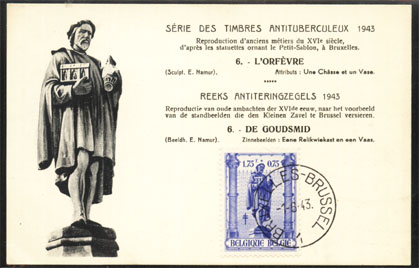 SÉRIE DES TIMBRES ANTITUBERCULEUX 1943
Reproduction d'anciens métiers du XVIe siècle,
d'après les statuettes ornant le Petit-Sablon, à Bruxelles.
6. - L'ORFÈVRE
(Sculpt. E. Namur). Attributs : Une Châsse et un Vase.
*****
REEKS ANTITERINGZEGELS 1943
Reproductie van oude ambachten der XVIde eeuw, naar het voorbeeld
van de standbeelden die den Kleinen Zavel te Brussel versieren.
6. - DE GOUDSMID
(Beeldh. E. Namur). Zinnebeelden : Eene Relikwiekast en een Vaas.
1.75 0.75
BELGIQUE BELGIË
ES-BRUSSEL